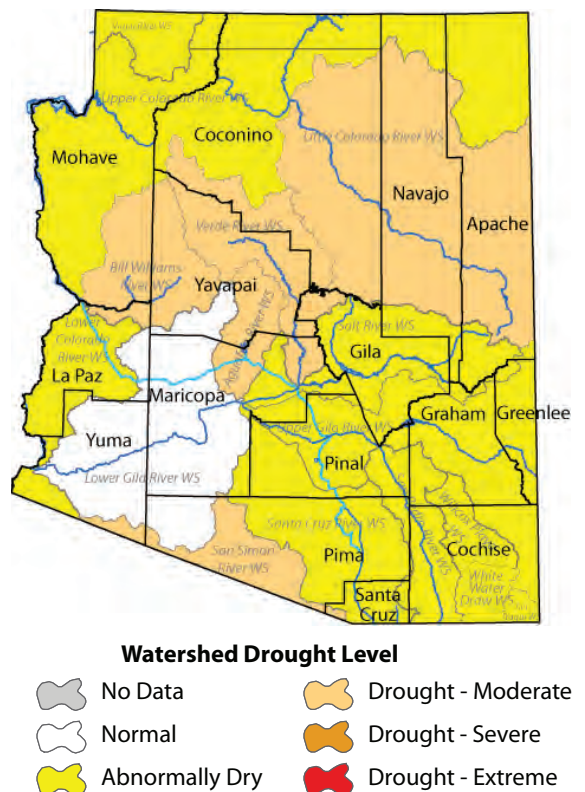 Virgin River WS
Upper Colorado River WS
Coconino
Little Colorado River WS
Mohave
Navajo
Apache
Verde River WS
Bill Williams
River WS
Yavapai
Agua Fria River WS
Lower
Colorado
River WS
Salt River WS
Gila
La Paz
Maricopa
Graham
Greenlee
Yuma
Upper Gila River WS
Pinal
Lower Gila River WS
Santa Cruz River WS
San Simon
River WS
Pima
Cochise
White
Water
Draw WS
Santa
Cruz
Watershed Drought Level
No Data
Drought - Moderate
Normal
Drought - Severe
Abnormally Dry
Drought - Extreme